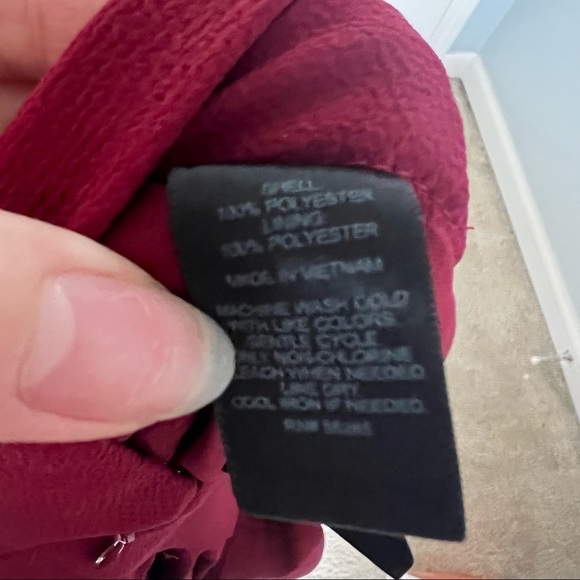 SHELL
100% POLYESTER
LINING
100% POLYESTER
MADE IN VIETNAM
MACHINE WASH COLD
WITH LIKE COLORS
GENTLE CYCLE
NON-CHLORINE
BLEACH WHEN NEEDED
LINE DRY
COOL IRON IF NEEDED
RN#